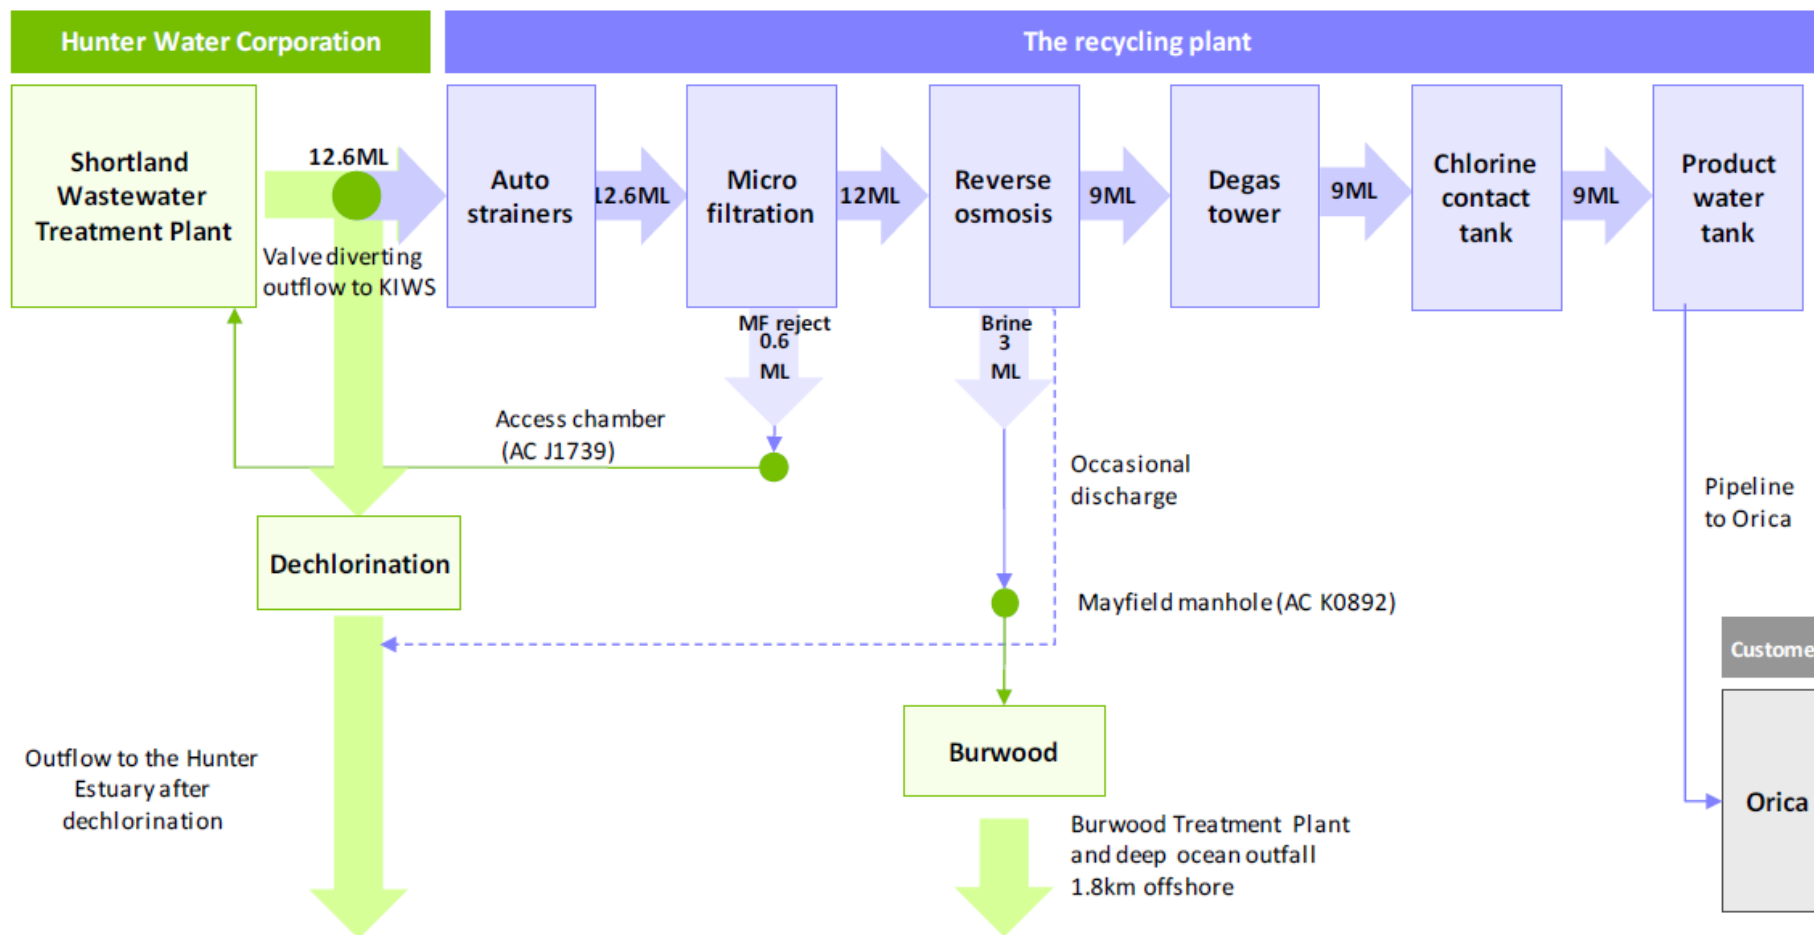 Hunter Water Corporation
The recycling plant
Shortland
Wastewater
Treatment Plant
12.6ML
Valve diverting
outflow to KIWS
Auto
strainers
12.6ML
Micro
filtration
12ML
Reverse
osmosis
9ML
Degas
tower
9ML
Chlorine
contact
tank
9ML
Product
water
tank
MF reject
0.6
ML
Brine
3
ML
Access chamber
(AC J1739)
Occasional
discharge
Pipeline
to Orica
Dechlorination
Mayfield manhole (AC K0892)
Custome
Burwood
Orica
Outflow to the Hunter
Estuary after
dechlorination
Burwood Treatment Plant
and deep ocean outfall
1.8km offshore